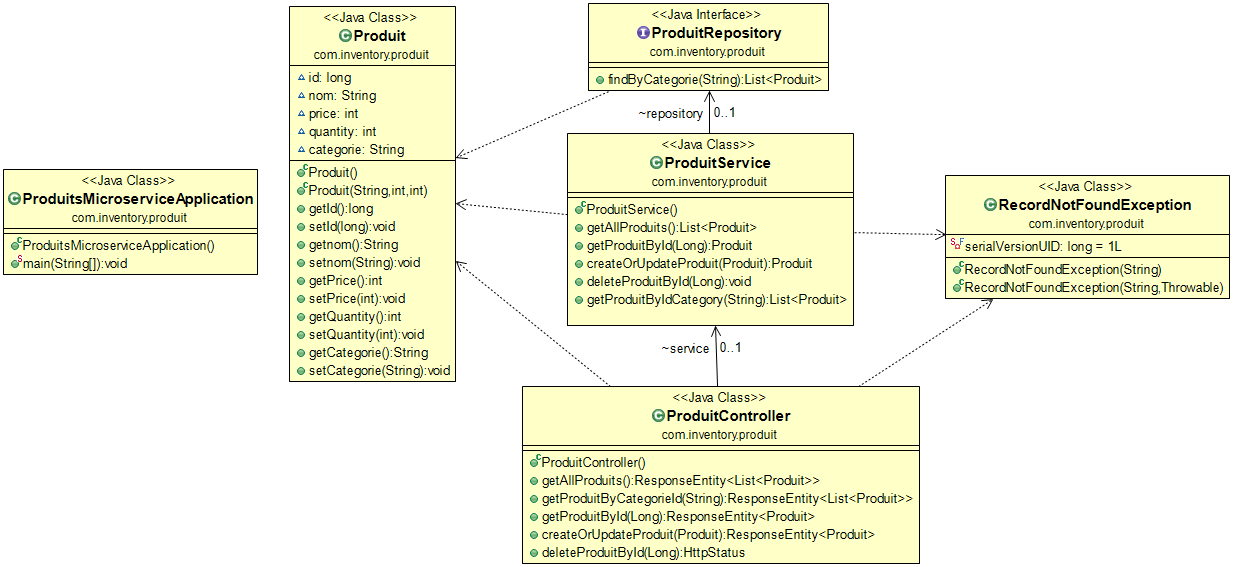 <<Java Class>>
ProduitsMicroserviceApplication
com.inventory.produit
ProduitsMicroserviceApplication()
main(String[]):void
<<Java Class>>
Produit
com.inventory.produit
id: long
nom: String
price: int
quantity: int
categorie: String
Produit()
Produit(String,int,int)
getId():long
setId(long):void
getnom():String
setnom(String):void
getPrice():int
setPrice(int):void
getQuantity():int
setQuantity(int):void
getCategorie():String
setCategorie(String):void
<<Java Interface>>
ProduitRepository
com.inventory.produit
findByCategorie(String):List<Produit>
~repository 0..1
<<Java Class>>
ProduitService
com.inventory.produit
ProduitService()
getAllProduits():List<Produit>
getProduitById(Long):Produit
createOrUpdateProduit(Produit):Produit
deleteProduitById(Long):void
getProduitByIdCategory(String):List<Produit>
~service 0..1
<<Java Class>>
ProduitController
com.inventory.produit
ProduitController()
getAllProduits():ResponseEntity<List<Produit>>
getProduitByCategorieId(String):ResponseEntity<List<Produit>>
getProduitById(Long):ResponseEntity<Produit>
createOrUpdateProduit(Produit):ResponseEntity<Produit>
deleteProduitById(Long):HttpStatus
<<Java Class>>
RecordNotFoundException
com.inventory.produit
serialVersionUID: long = 1L
RecordNotFoundException(String)
RecordNotFoundException(String,Throwable)